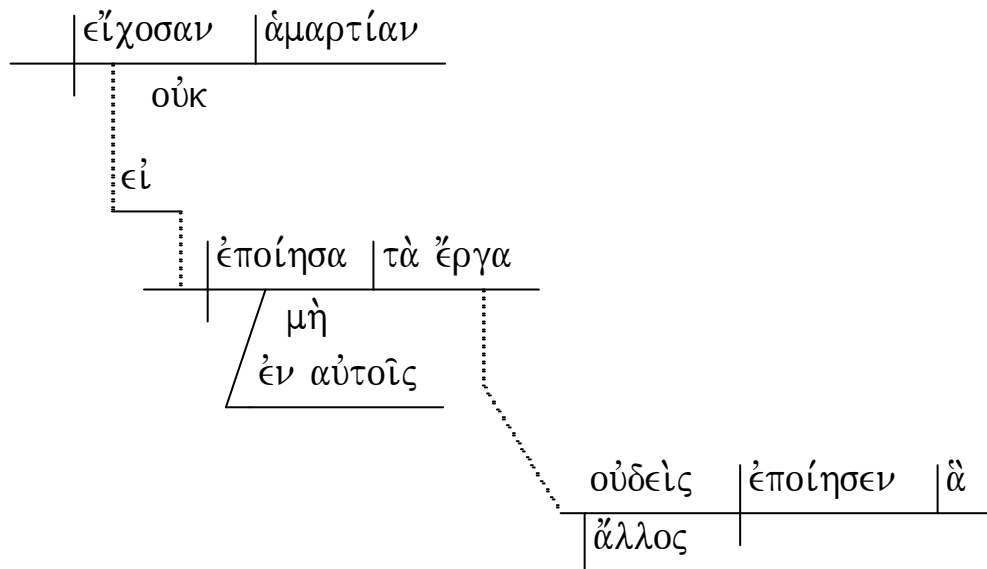 εἴχοσαν ἁμαρτίαν
οὐκ
εἰ
ἐποίησα τὰ ἔργα
μὴ
ἐν αὐτοῖς
οὐδεὶς ἐποίησεν ἃ
ἄλλος